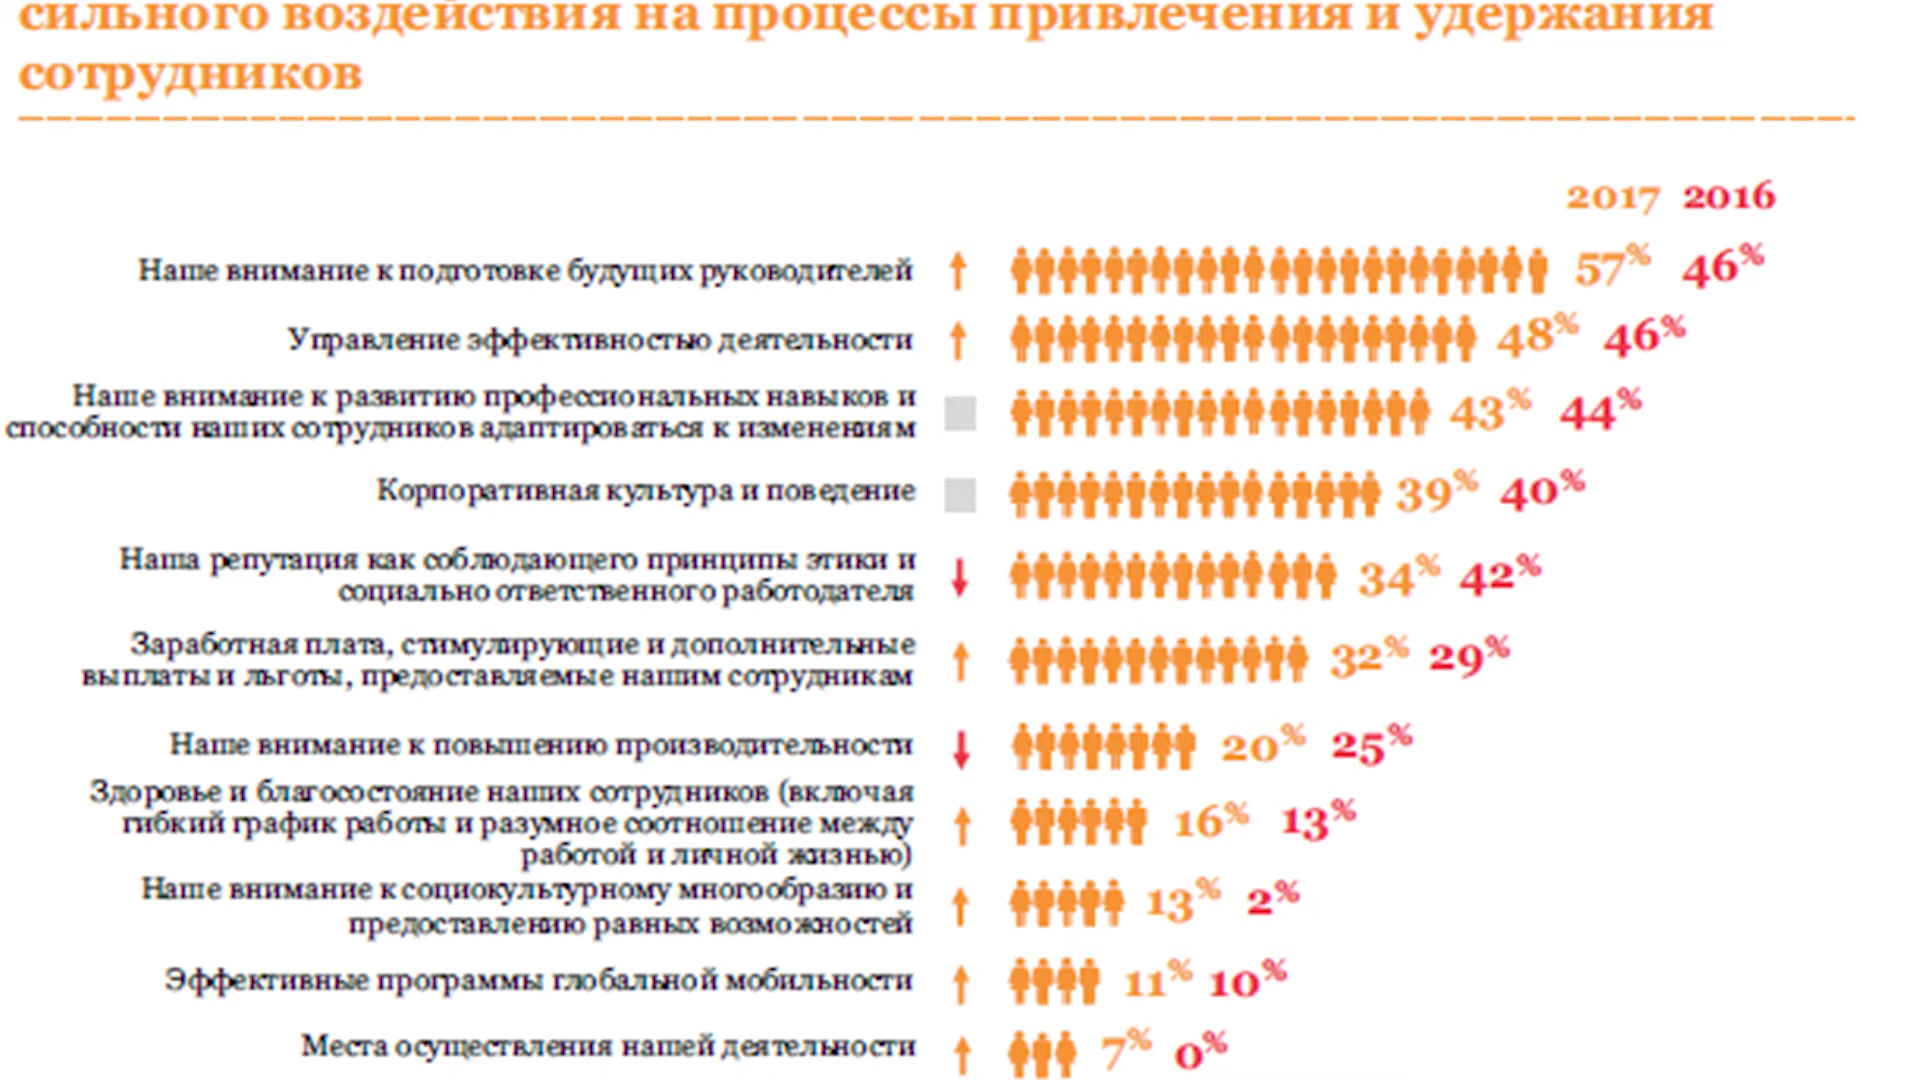 сильного воздействия на процессы привлечения и удержания
сотрудников
2017 2016
Наше внимание к подготовке будущих руководителей 57% 46%
Управление эффективностью деятельности 48% 46%
Наше внимание к развитию профессиональных навыков и
способности наших сотрудников адаптироваться к изменениям 43% 44%
Корпоративная культура и поведение 39% 40%
Наша репутация как соблюдающего принципы этики и
социально ответственного работодателя 34% 42%
Заработная плата, стимулирующие и дополнительные
выплаты и льготы, предоставляемые нашим сотрудникам 32% 29%
Наше внимание к повышению производительности 20% 25%
Здоровье и благосостояние наших сотрудников (включая
гибкий график работы и разумное соотношение между
работой и личной жизнью) 16% 13%
Наше внимание к социокультурному многообразию и
предоставлению равных возможностей 13% 2%
Эффективные программы глобальной мобильности 11% 10%
Места осуществления нашей деятельности 7% 0%